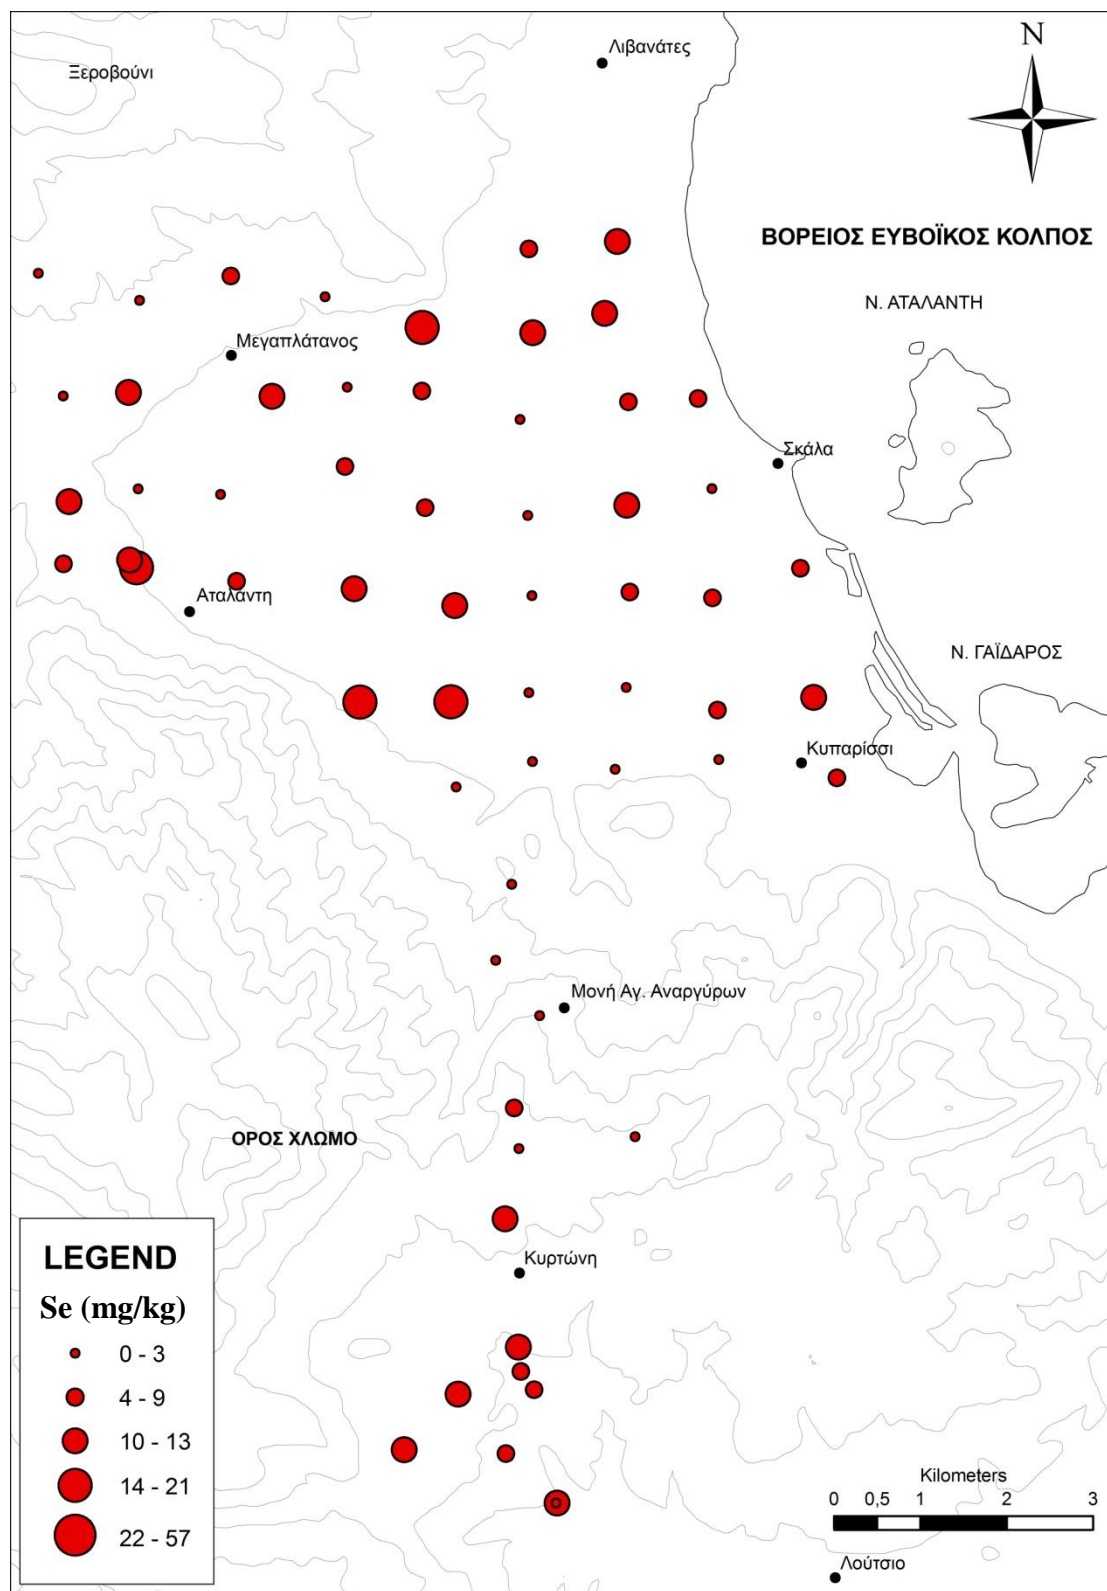 Λιβανάτες
Ξεροβούνι
N
ΒΟΡΕΙΟΣ ΕΥΒΟΪΚΟΣ ΚΟΛΠΟΣ
Ν. ΑΤΑΛΑΝΤΗ
Μεγαπλάτανος
Σκάλα
Αταλάντη
Ν. ΓΑΪΔΑΡΟΣ
Κυπαρίσσι
Μονή Αγ. Αναργύρων
ΟΡΟΣ ΧΛΩΜΟ
Κυρτώνη
LEGEND
Se (mg/kg)
0 - 3
4 - 9
10 - 13
14 - 21
22 - 57
Kilometers
0 0,5 1 2 3
Λούτσιο